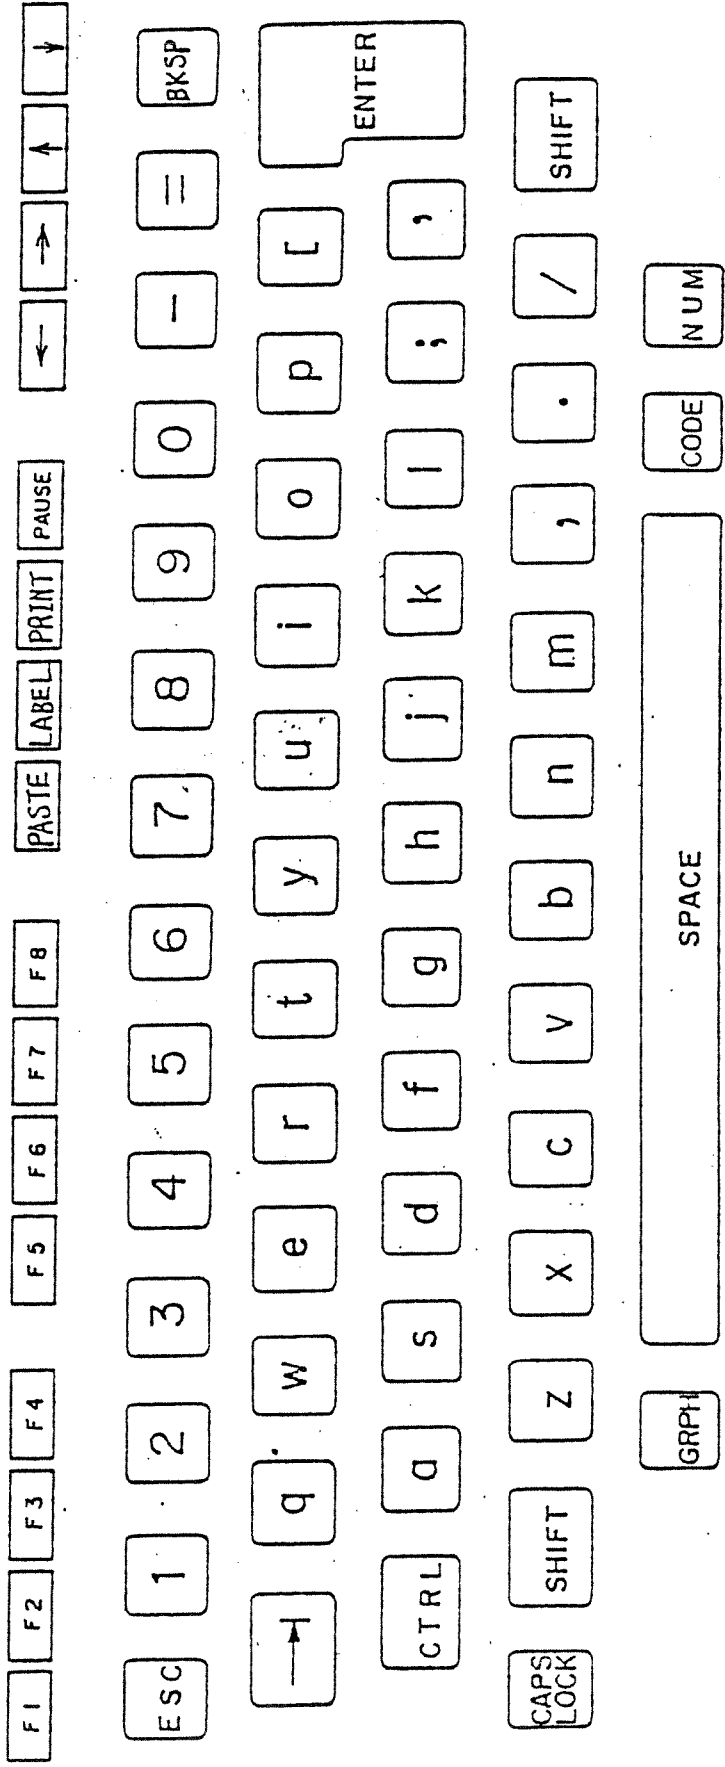 F1 F2 F3 F4 F5 F6 F7 F8 PASTE LABEL PRINT PAUSE ← → ↑ ↓
ESC 1 2 3 4 5 6 7 8 9 0 - = BKSP
→| q w e r t y u i o p [ ENTER
CTRL a s d f g h j k l ; '
CAPS LOCK SHIFT z x c v b n m , . / SHIFT
GRPH SPACE CODE NUM